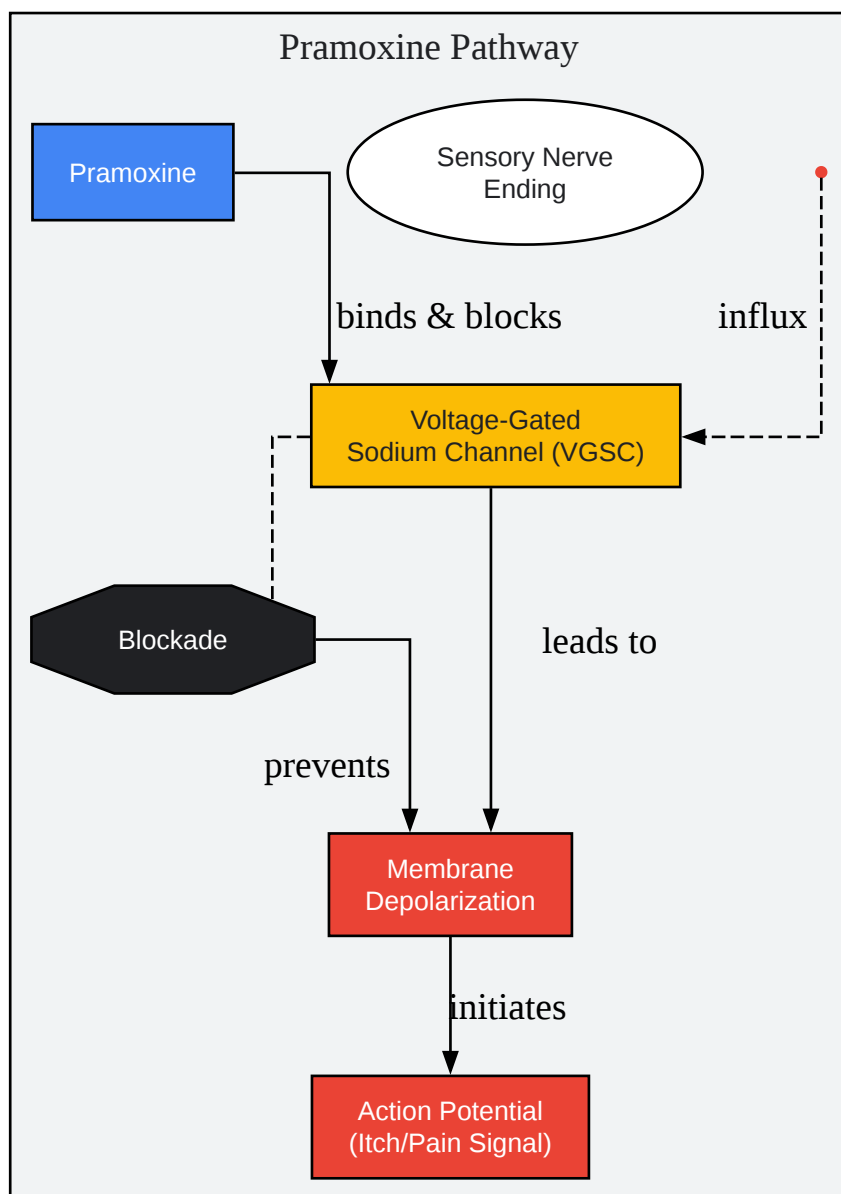 Pramoxine Pathway
Pramoxine
Sensory Nerve
Ending
binds & blocks
influx
Voltage-Gated
Sodium Channel (VGSC)
Blockade
leads to
prevents
Membrane
Depolarization
initiates
Action Potential
(Itch/Pain Signal)